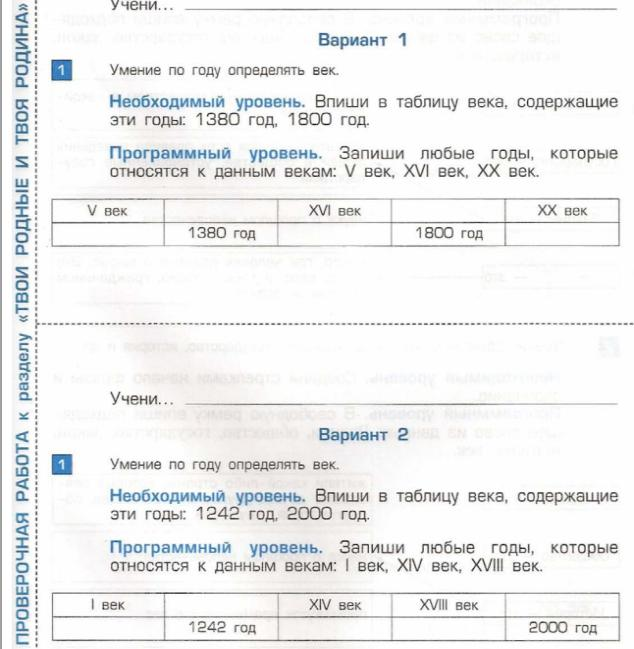 ПРОВЕРОЧНАЯ РАБОТА к разделу «ТВОИ РОДНЫЕ И ТВОЯ РОДИНА»
Учени...
Вариант 1
1 Умение по году определять век.
Необходимый уровень. Впиши в таблицу века, содержащие
эти годы: 1380 год, 1800 год.
Программный уровень. Запиши любые годы, которые
относятся к данным векам: V век, XVI век, XX век.
V век XVI век XX век
1380 год 1800 год
Учени...
Вариант 2
1 Умение по году определять век.
Необходимый уровень. Впиши в таблицу века, содержащие
эти годы: 1242 год, 2000 год.
Программный уровень. Запиши любые годы, которые
относятся к данным векам: I век, XIV век, XVIII век.
I век XIV век XVIII век
1242 год 2000 год